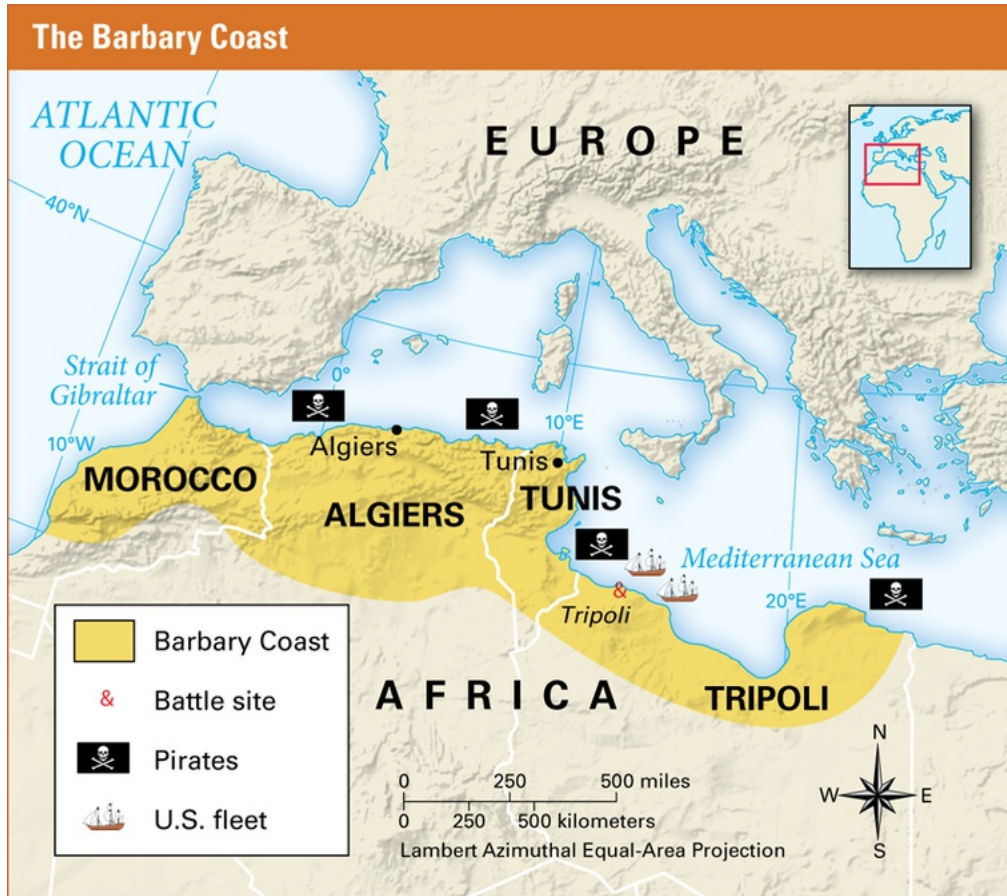 The Barbary Coast
ATLANTIC
OCEAN
EUROPE
40°N
Strait of
Gibraltar
0°
10°W
10°E
Algiers
Tunis
MOROCCO
ALGIERS
TUNIS
Mediterranean Sea
&
Tripoli
20°E
AFRICA
TRIPOLI
Barbary Coast
& Battle site
Pirates
U.S. fleet
0 250 500 miles
0 250 500 kilometers
Lambert Azimuthal Equal-Area Projection
N
W E
S